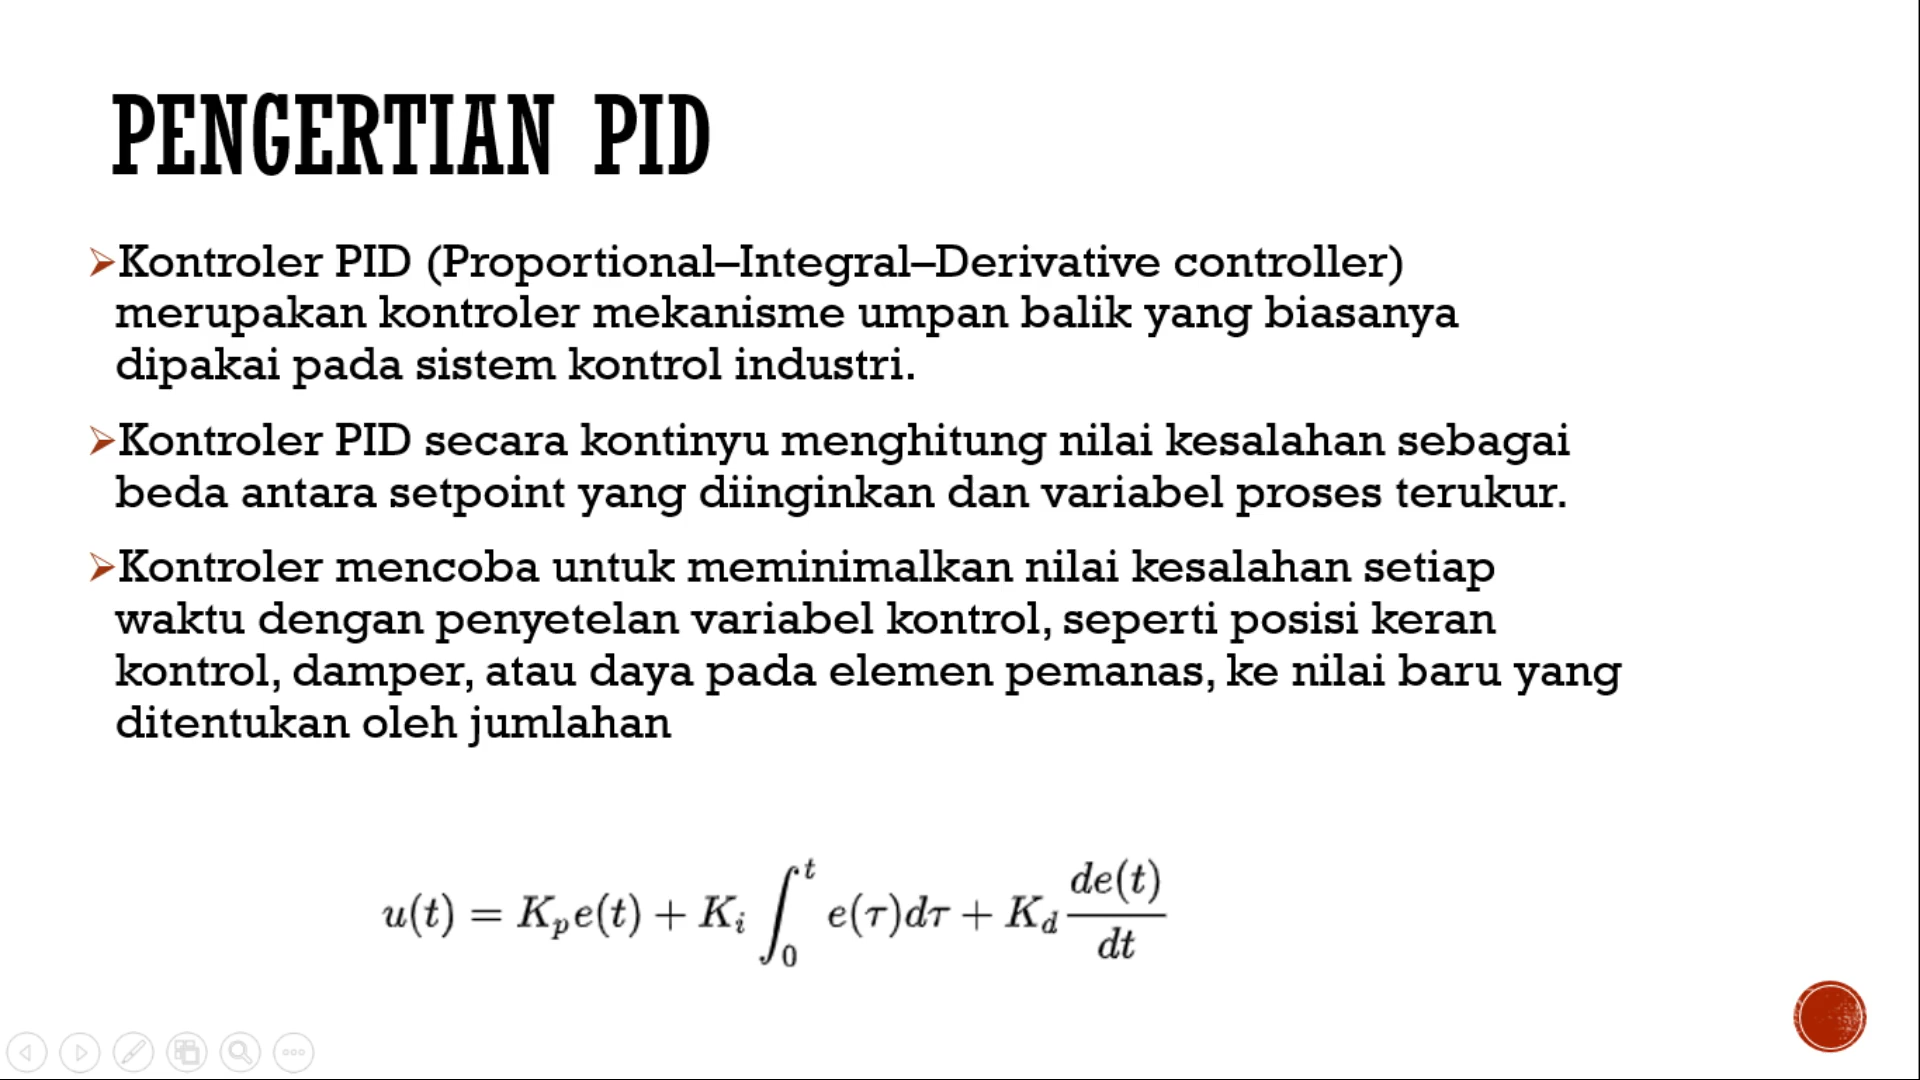 PENGERTIAN PID
➢Kontroler PID (Proportional–Integral–Derivative controller)
merupakan kontroler mekanisme umpan balik yang biasanya
dipakai pada sistem kontrol industri.
➢Kontroler PID secara kontinyu menghitung nilai kesalahan sebagai
beda antara setpoint yang diinginkan dan variabel proses terukur.
➢Kontroler mencoba untuk meminimalkan nilai kesalahan setiap
waktu dengan penyetelan variabel kontrol, seperti posisi keran
kontrol, damper, atau daya pada elemen pemanas, ke nilai baru yang
ditentukan oleh jumlahan
u(t) = K_p e(t) + K_i ∫_0^t e(τ)dτ + K_d de(t)/dt